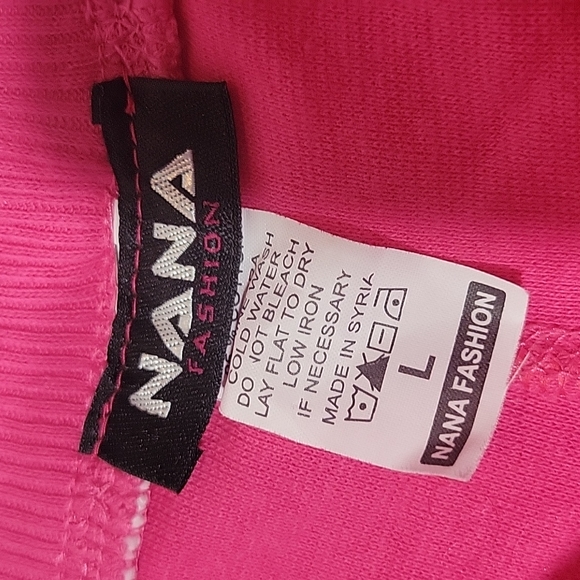 NANA
FASHION
COLD WATER
DO NOT BLEACH
LAY FLAT TO DRY
LOW IRON
IF NECESSARY
MADE IN SYRIA
L
NANA FASHION